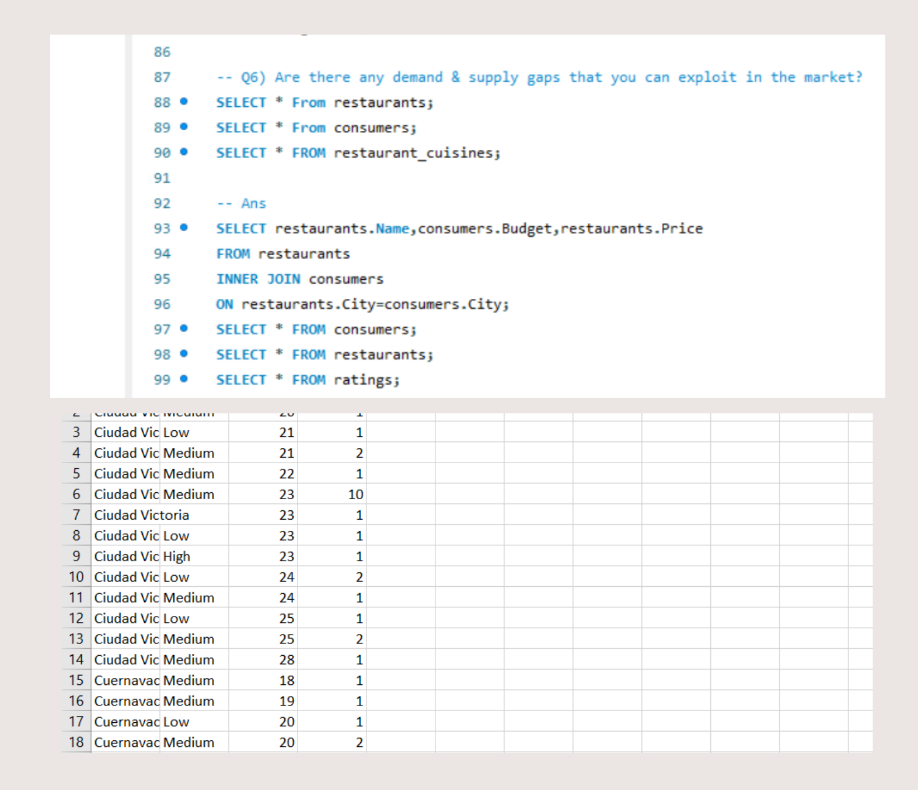 86
87 -- Q6) Are there any demand & supply gaps that you can exploit in the market?
88 SELECT * From restaurants;
89 SELECT * From consumers;
90 SELECT * FROM restaurant_cuisines;
91
92 -- Ans
93 SELECT restaurants.Name,consumers.Budget,restaurants.Price
94 FROM restaurants
95 INNER JOIN consumers
96 ON restaurants.City=consumers.City;
97 SELECT * FROM consumers;
98 SELECT * FROM restaurants;
99 SELECT * FROM ratings;
2 Ciudad Vic Medium 20 1
3 Ciudad Vic Low 21 1
4 Ciudad Vic Medium 21 2
5 Ciudad Vic Medium 22 1
6 Ciudad Vic Medium 23 10
7 Ciudad Victoria 23 1
8 Ciudad Vic Low 23 1
9 Ciudad Vic High 23 1
10 Ciudad Vic Low 24 2
11 Ciudad Vic Medium 24 1
12 Ciudad Vic Low 25 1
13 Ciudad Vic Medium 25 2
14 Ciudad Vic Medium 28 1
15 Cuernavac Medium 18 1
16 Cuernavac Medium 19 1
17 Cuernavac Low 20 1
18 Cuernavac Medium 20 2